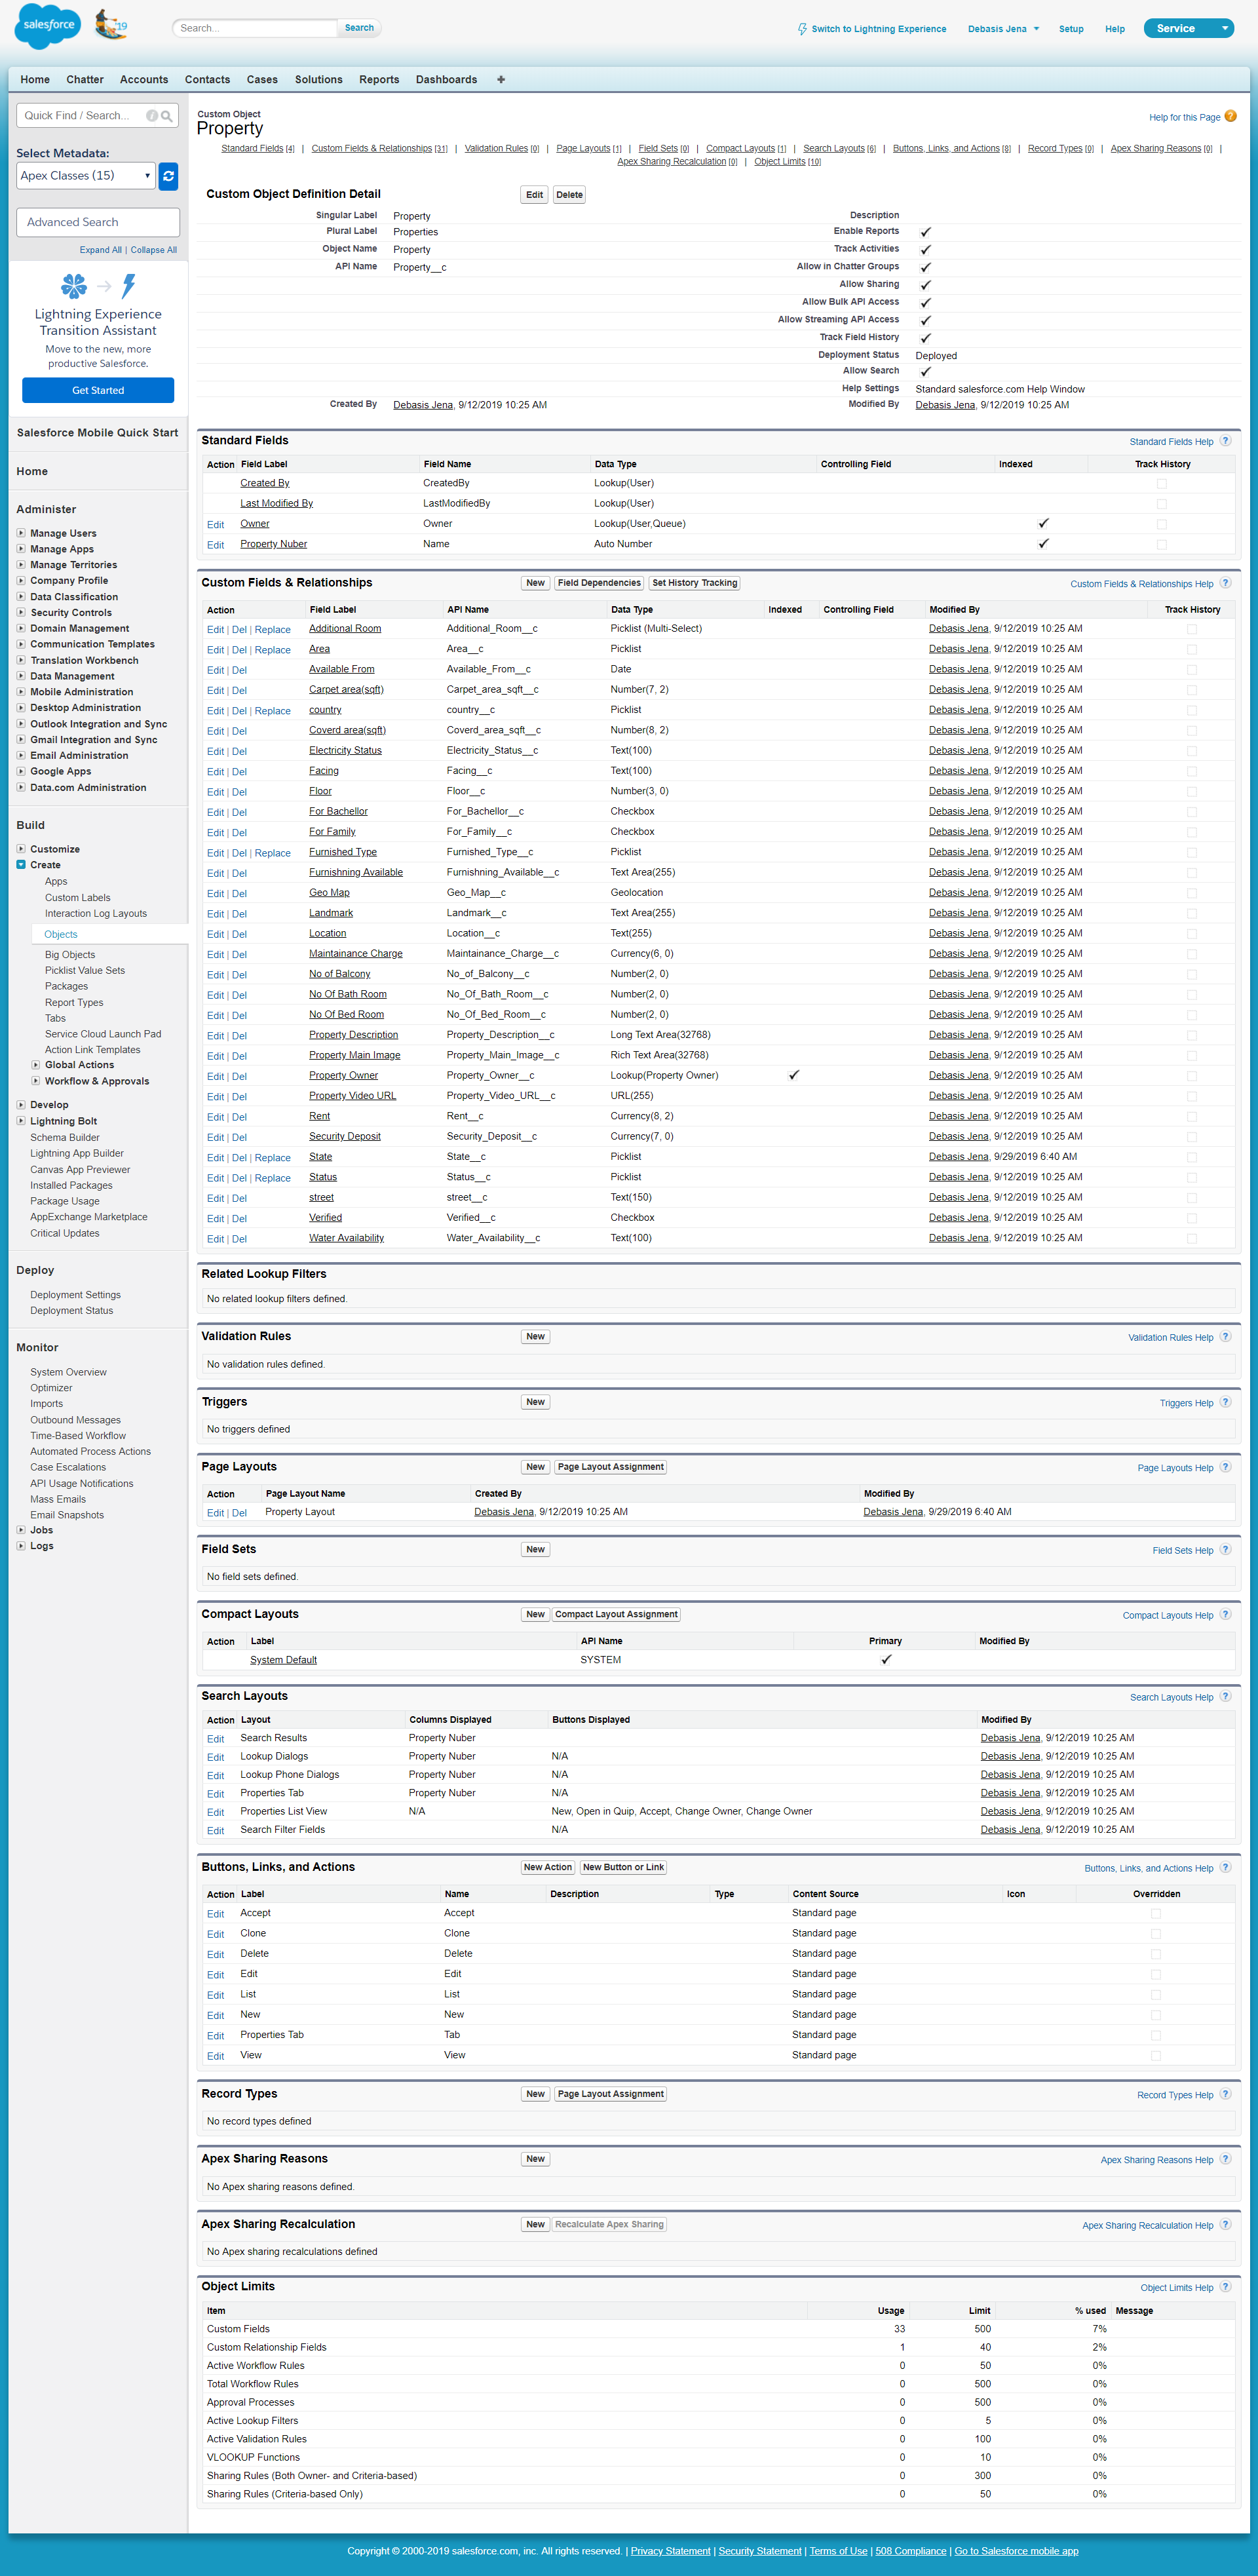 salesforce '19 Search... Search Switch to Lightning Experience Debasis Jena Setup Help Service
Home Chatter Accounts Contacts Cases Solutions Reports Dashboards +
Quick Find / Search...
Select Metadata:
Apex Classes (15)
Advanced Search
Expand All | Collapse All
Lightning Experience
Transition Assistant
Move to the new, more
productive Salesforce.
Get Started
Salesforce Mobile Quick Start
Home
Administer
Manage Users
Manage Apps
Manage Territories
Company Profile
Data Classification
Security Controls
Domain Management
Communication Templates
Translation Workbench
Data Management
Mobile Administration
Desktop Administration
Outlook Integration and Sync
Gmail Integration and Sync
Email Administration
Google Apps
Data.com Administration
Build
Customize
Create
Apps
Custom Labels
Interaction Log Layouts
Objects
Big Objects
Picklist Value Sets
Packages
Report Types
Tabs
Service Cloud Launch Pad
Action Link Templates
Global Actions
Workflow & Approvals
Develop
Lightning Bolt
Schema Builder
Lightning App Builder
Canvas App Previewer
Installed Packages
Package Usage
AppExchange Marketplace
Critical Updates
Deploy
Deployment Settings
Deployment Status
Monitor
System Overview
Optimizer
Imports
Outbound Messages
Time-Based Workflow
Automated Process Actions
Case Escalations
API Usage Notifications
Mass Emails
Email Snapshots
Jobs
Logs
Custom Object
Property
Help for this Page ?
Standard Fields [4] | Custom Fields & Relationships [31] | Validation Rules [0] | Page Layouts [1] | Field Sets [0] | Compact Layouts [1] | Search Layouts [6] | Buttons, Links, and Actions [8] | Record Types [0] | Apex Sharing Reasons [0] |
Apex Sharing Recalculation [0] | Object Limits [10]
Custom Object Definition Detail Edit Delete
Singular Label Property Description
Plural Label Properties Enable Reports ✓
Object Name Property Track Activities ✓
API Name Property__c Allow in Chatter Groups ✓
Allow Sharing ✓
Allow Bulk API Access ✓
Allow Streaming API Access ✓
Track Field History ✓
Deployment Status Deployed
Allow Search ✓
Help Settings Standard salesforce.com Help Window
Created By Debasis Jena, 9/12/2019 10:25 AM Modified By Debasis Jena, 9/12/2019 10:25 AM
Standard Fields Standard Fields Help ?
Action Field Label Field Name Data Type Controlling Field Indexed Track History
Created By CreatedBy Lookup(User)
Last Modified By LastModifiedBy Lookup(User)
Edit Owner Owner Lookup(User,Queue) ✓
Edit Property Nuber Name Auto Number ✓
Custom Fields & Relationships New Field Dependencies Set History Tracking Custom Fields & Relationships Help ?
Action Field Label API Name Data Type Indexed Controlling Field Modified By Track History
Edit | Del | Replace Additional Room Additional_Room__c Picklist (Multi-Select) Debasis Jena, 9/12/2019 10:25 AM
Edit | Del | Replace Area Area__c Picklist Debasis Jena, 9/12/2019 10:25 AM
Edit | Del Available From Available_From__c Date Debasis Jena, 9/12/2019 10:25 AM
Edit | Del Carpet area(sqft) Carpet_area_sqft__c Number(7, 2) Debasis Jena, 9/12/2019 10:25 AM
Edit | Del | Replace country country__c Picklist Debasis Jena, 9/12/2019 10:25 AM
Edit | Del Coverd area(sqft) Coverd_area_sqft__c Number(8, 2) Debasis Jena, 9/12/2019 10:25 AM
Edit | Del Electricity Status Electricity_Status__c Text(100) Debasis Jena, 9/12/2019 10:25 AM
Edit | Del Facing Facing__c Text(100) Debasis Jena, 9/12/2019 10:25 AM
Edit | Del Floor Floor__c Number(3, 0) Debasis Jena, 9/12/2019 10:25 AM
Edit | Del For Bachellor For_Bachellor__c Checkbox Debasis Jena, 9/12/2019 10:25 AM
Edit | Del For Family For_Family__c Checkbox Debasis Jena, 9/12/2019 10:25 AM
Edit | Del | Replace Furnished Type Furnished_Type__c Picklist Debasis Jena, 9/12/2019 10:25 AM
Edit | Del Furnishning Available Furnishning_Available__c Text Area(255) Debasis Jena, 9/12/2019 10:25 AM
Edit | Del Geo Map Geo_Map__c Geolocation Debasis Jena, 9/12/2019 10:25 AM
Edit | Del Landmark Landmark__c Text Area(255) Debasis Jena, 9/12/2019 10:25 AM
Edit | Del Location Location__c Text(255) Debasis Jena, 9/12/2019 10:25 AM
Edit | Del Maintainance Charge Maintainance_Charge__c Currency(6, 0) Debasis Jena, 9/12/2019 10:25 AM
Edit | Del No of Balcony No_of_Balcony__c Number(2, 0) Debasis Jena, 9/12/2019 10:25 AM
Edit | Del No Of Bath Room No_Of_Bath_Room__c Number(2, 0) Debasis Jena, 9/12/2019 10:25 AM
Edit | Del No Of Bed Room No_Of_Bed_Room__c Number(2, 0) Debasis Jena, 9/12/2019 10:25 AM
Edit | Del Property Description Property_Description__c Long Text Area(32768) Debasis Jena, 9/12/2019 10:25 AM
Edit | Del Property Main Image Property_Main_Image__c Rich Text Area(32768) Debasis Jena, 9/12/2019 10:25 AM
Edit | Del Property Owner Property_Owner__c Lookup(Property Owner) ✓ Debasis Jena, 9/12/2019 10:25 AM
Edit | Del Property Video URL Property_Video_URL__c URL(255) Debasis Jena, 9/12/2019 10:25 AM
Edit | Del Rent Rent__c Currency(8, 2) Debasis Jena, 9/12/2019 10:25 AM
Edit | Del Security Deposit Security_Deposit__c Currency(7, 0) Debasis Jena, 9/12/2019 10:25 AM
Edit | Del | Replace State State__c Picklist Debasis Jena, 9/29/2019 6:40 AM
Edit | Del | Replace Status Status__c Picklist Debasis Jena, 9/12/2019 10:25 AM
Edit | Del street street__c Text(150) Debasis Jena, 9/12/2019 10:25 AM
Edit | Del Verified Verified__c Checkbox Debasis Jena, 9/12/2019 10:25 AM
Edit | Del Water Availability Water_Availability__c Text(100) Debasis Jena, 9/12/2019 10:25 AM
Related Lookup Filters
No related lookup filters defined.
Validation Rules New Validation Rules Help ?
No validation rules defined.
Triggers New Triggers Help ?
No triggers defined
Page Layouts New Page Layout Assignment Page Layouts Help ?
Action Page Layout Name Created By Modified By
Edit | Del Property Layout Debasis Jena, 9/12/2019 10:25 AM Debasis Jena, 9/29/2019 6:40 AM
Field Sets New Field Sets Help ?
No field sets defined.
Compact Layouts New Compact Layout Assignment Compact Layouts Help ?
Action Label API Name Primary Modified By
System Default SYSTEM ✓
Search Layouts Search Layouts Help ?
Action Layout Columns Displayed Buttons Displayed Modified By
Edit Search Results Property Nuber Debasis Jena, 9/12/2019 10:25 AM
Edit Lookup Dialogs Property Nuber N/A Debasis Jena, 9/12/2019 10:25 AM
Edit Lookup Phone Dialogs Property Nuber N/A Debasis Jena, 9/12/2019 10:25 AM
Edit Properties Tab Property Nuber N/A Debasis Jena, 9/12/2019 10:25 AM
Edit Properties List View N/A New, Open in Quip, Accept, Change Owner, Change Owner Debasis Jena, 9/12/2019 10:25 AM
Edit Search Filter Fields N/A Debasis Jena, 9/12/2019 10:25 AM
Buttons, Links, and Actions New Action New Button or Link Buttons, Links, and Actions Help ?
Action Label Name Description Type Content Source Icon Overridden
Edit Accept Accept Standard page
Edit Clone Clone Standard page
Edit Delete Delete Standard page
Edit Edit Edit Standard page
Edit List List Standard page
Edit New New Standard page
Edit Properties Tab Tab Standard page
Edit View View Standard page
Record Types New Page Layout Assignment Record Types Help ?
No record types defined
Apex Sharing Reasons New Apex Sharing Reasons Help ?
No Apex sharing reasons defined.
Apex Sharing Recalculation New Recalculate Apex Sharing Apex Sharing Recalculation Help ?
No Apex sharing recalculations defined
Object Limits Object Limits Help ?
Item Usage Limit % used Message
Custom Fields 33 500 7%
Custom Relationship Fields 1 40 2%
Active Workflow Rules 0 50 0%
Total Workflow Rules 0 500 0%
Approval Processes 0 500 0%
Active Lookup Filters 0 5 0%
Active Validation Rules 0 100 0%
VLOOKUP Functions 0 10 0%
Sharing Rules (Both Owner- and Criteria-based) 0 300 0%
Sharing Rules (Criteria-based Only) 0 50 0%
Copyright © 2000-2019 salesforce.com, inc. All rights reserved. | Privacy Statement | Security Statement | Terms of Use | 508 Compliance | Go to Salesforce mobile app